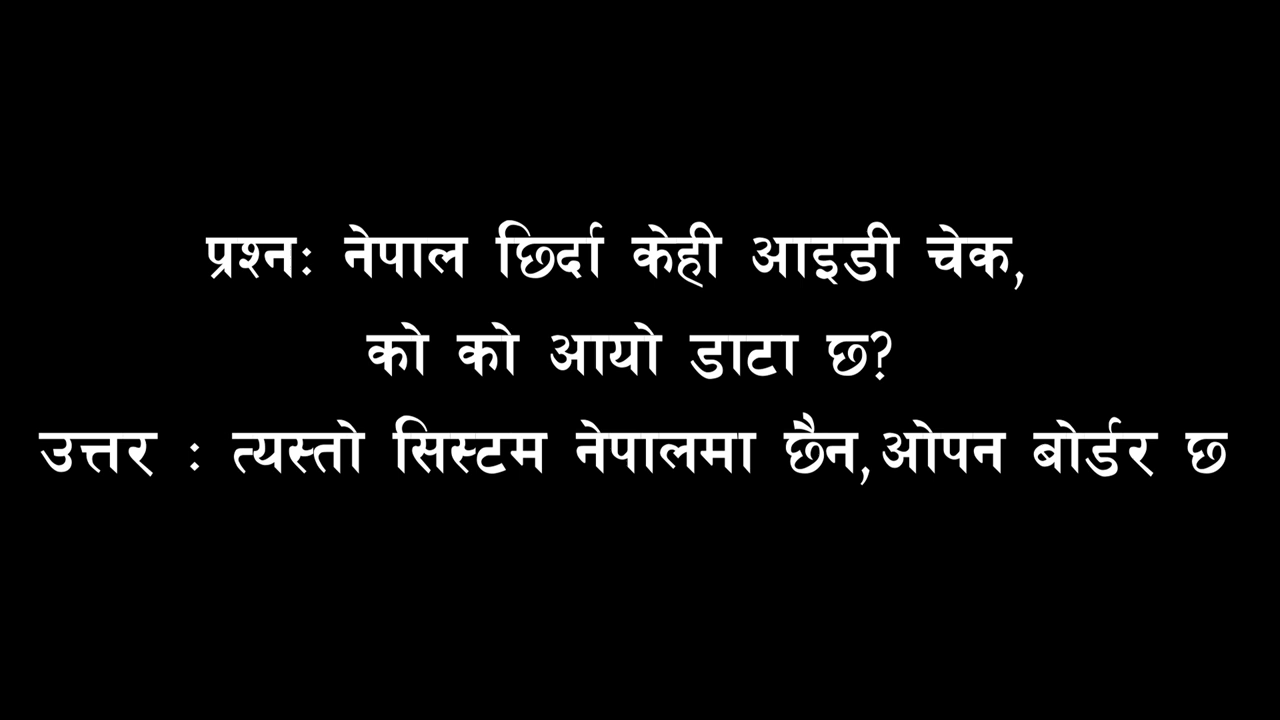 प्रश्नः नेपाल छिर्दा केही आइडी चेक,
को को आयो डाटा छ?
उत्तर : त्यस्तो सिस्टम नेपालमा छैन,ओपन बोर्डर छ